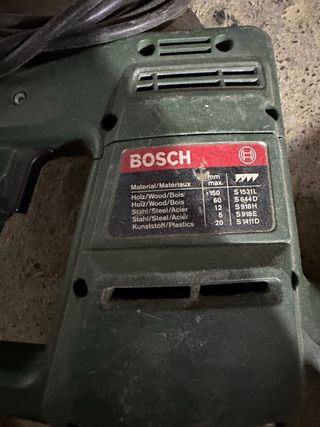 BOSCH
Material/Matériaux mm max.
Holz/Wood/Bois 150 S 1531L
Holz/Wood/Bois 60 S 644D
Stahl/Steel/Acier 12 S 918H
Stahl/Steel/Acier 5 S 918E
Kunststoff/Plastics 20 S 1411D